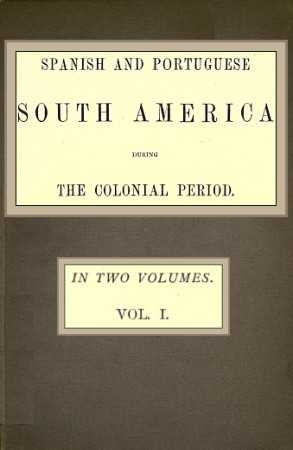 SPANISH AND PORTUGUESE
SOUTH AMERICA
DURING
THE COLONIAL PERIOD.
IN TWO VOLUMES.
VOL. I.